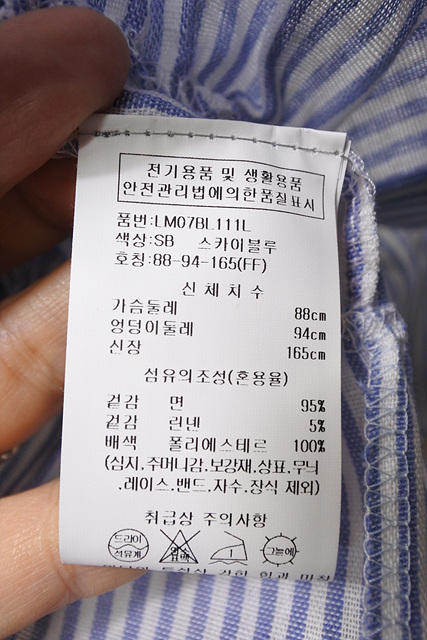 전기용품 및 생활용품
안전관리법에의한품질표시
품번:LM07BL111L
색상:SB 스카이블루
호칭:88-94-165(FF)
신체치수
가슴둘레 88cm
엉덩이둘레 94cm
신장 165cm
섬유의조성(혼용율)
겉감 면 95%
겉감 린넨 5%
배색 폴리에스테르 100%
(심지.주머니감.보강재.상표.무늬
.레이스.밴드.자수.장식 제외)
취급상 주의사항
드라이
석유계
염소
표백
1
그늘에